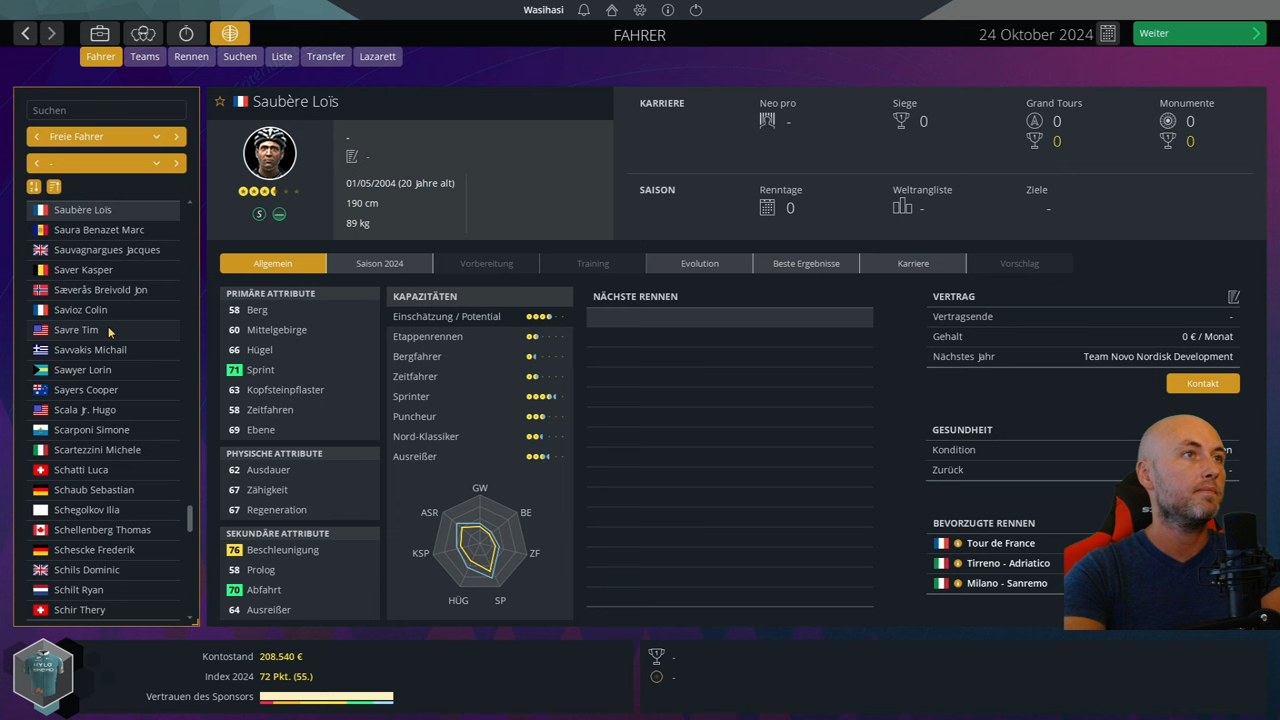 Wasihasi
FAHRER
24 Oktober 2024
Weiter
Fahrer
Teams
Rennen
Suchen
Liste
Transfer
Lazarett
Suchen
Freie Fahrer
-
Saubère Loïs
Saura Benazet Marc
Sauvagnargues Jacques
Saver Kasper
Sæverås Breivold Jon
Savioz Colin
Savre Tim
Savvakis Michail
Sawyer Lorin
Sayers Cooper
Scala Jr. Hugo
Scarponi Simone
Scartezzini Michele
Schatti Luca
Schaub Sebastian
Schegolkov Ilia
Schellenberg Thomas
Schescke Frederik
Schils Dominic
Schilt Ryan
Schir Thery
Saubère Loïs
-
-
01/05/2004 (20 Jahre alt)
190 cm
89 kg
S
KARRIERE
Neo pro
-
Siege
0
Grand Tours
0
0
Monumente
0
0
SAISON
Renntage
0
Weltrangliste
-
Ziele
-
Allgemein
Saison 2024
Vorbereitung
Training
Evolution
Beste Ergebnisse
Karriere
Vorschlag
PRIMÄRE ATTRIBUTE
58 Berg
60 Mittelgebirge
66 Hügel
71 Sprint
63 Kopfsteinpflaster
58 Zeitfahren
69 Ebene
PHYSISCHE ATTRIBUTE
62 Ausdauer
67 Zähigkeit
67 Regeneration
SEKUNDÄRE ATTRIBUTE
76 Beschleunigung
58 Prolog
70 Abfahrt
64 Ausreißer
KAPAZITÄTEN
Einschätzung / Potential
Etappenrennen
Bergfahrer
Zeitfahrer
Sprinter
Puncheur
Nord-Klassiker
Ausreißer
GW
ASR
BE
KSP
ZF
HÜG
SP
NÄCHSTE RENNEN
VERTRAG
Vertragsende -
Gehalt 0 € / Monat
Nächstes Jahr Team Novo Nordisk Development
Kontakt
GESUNDHEIT
Kondition
Zurück -
BEVORZUGTE RENNEN
Tour de France
Tirreno - Adriatico
Milano - Sanremo
Kontostand 208.540 €
Index 2024 72 Pkt. (55.)
Vertrauen des Sponsors
-
-